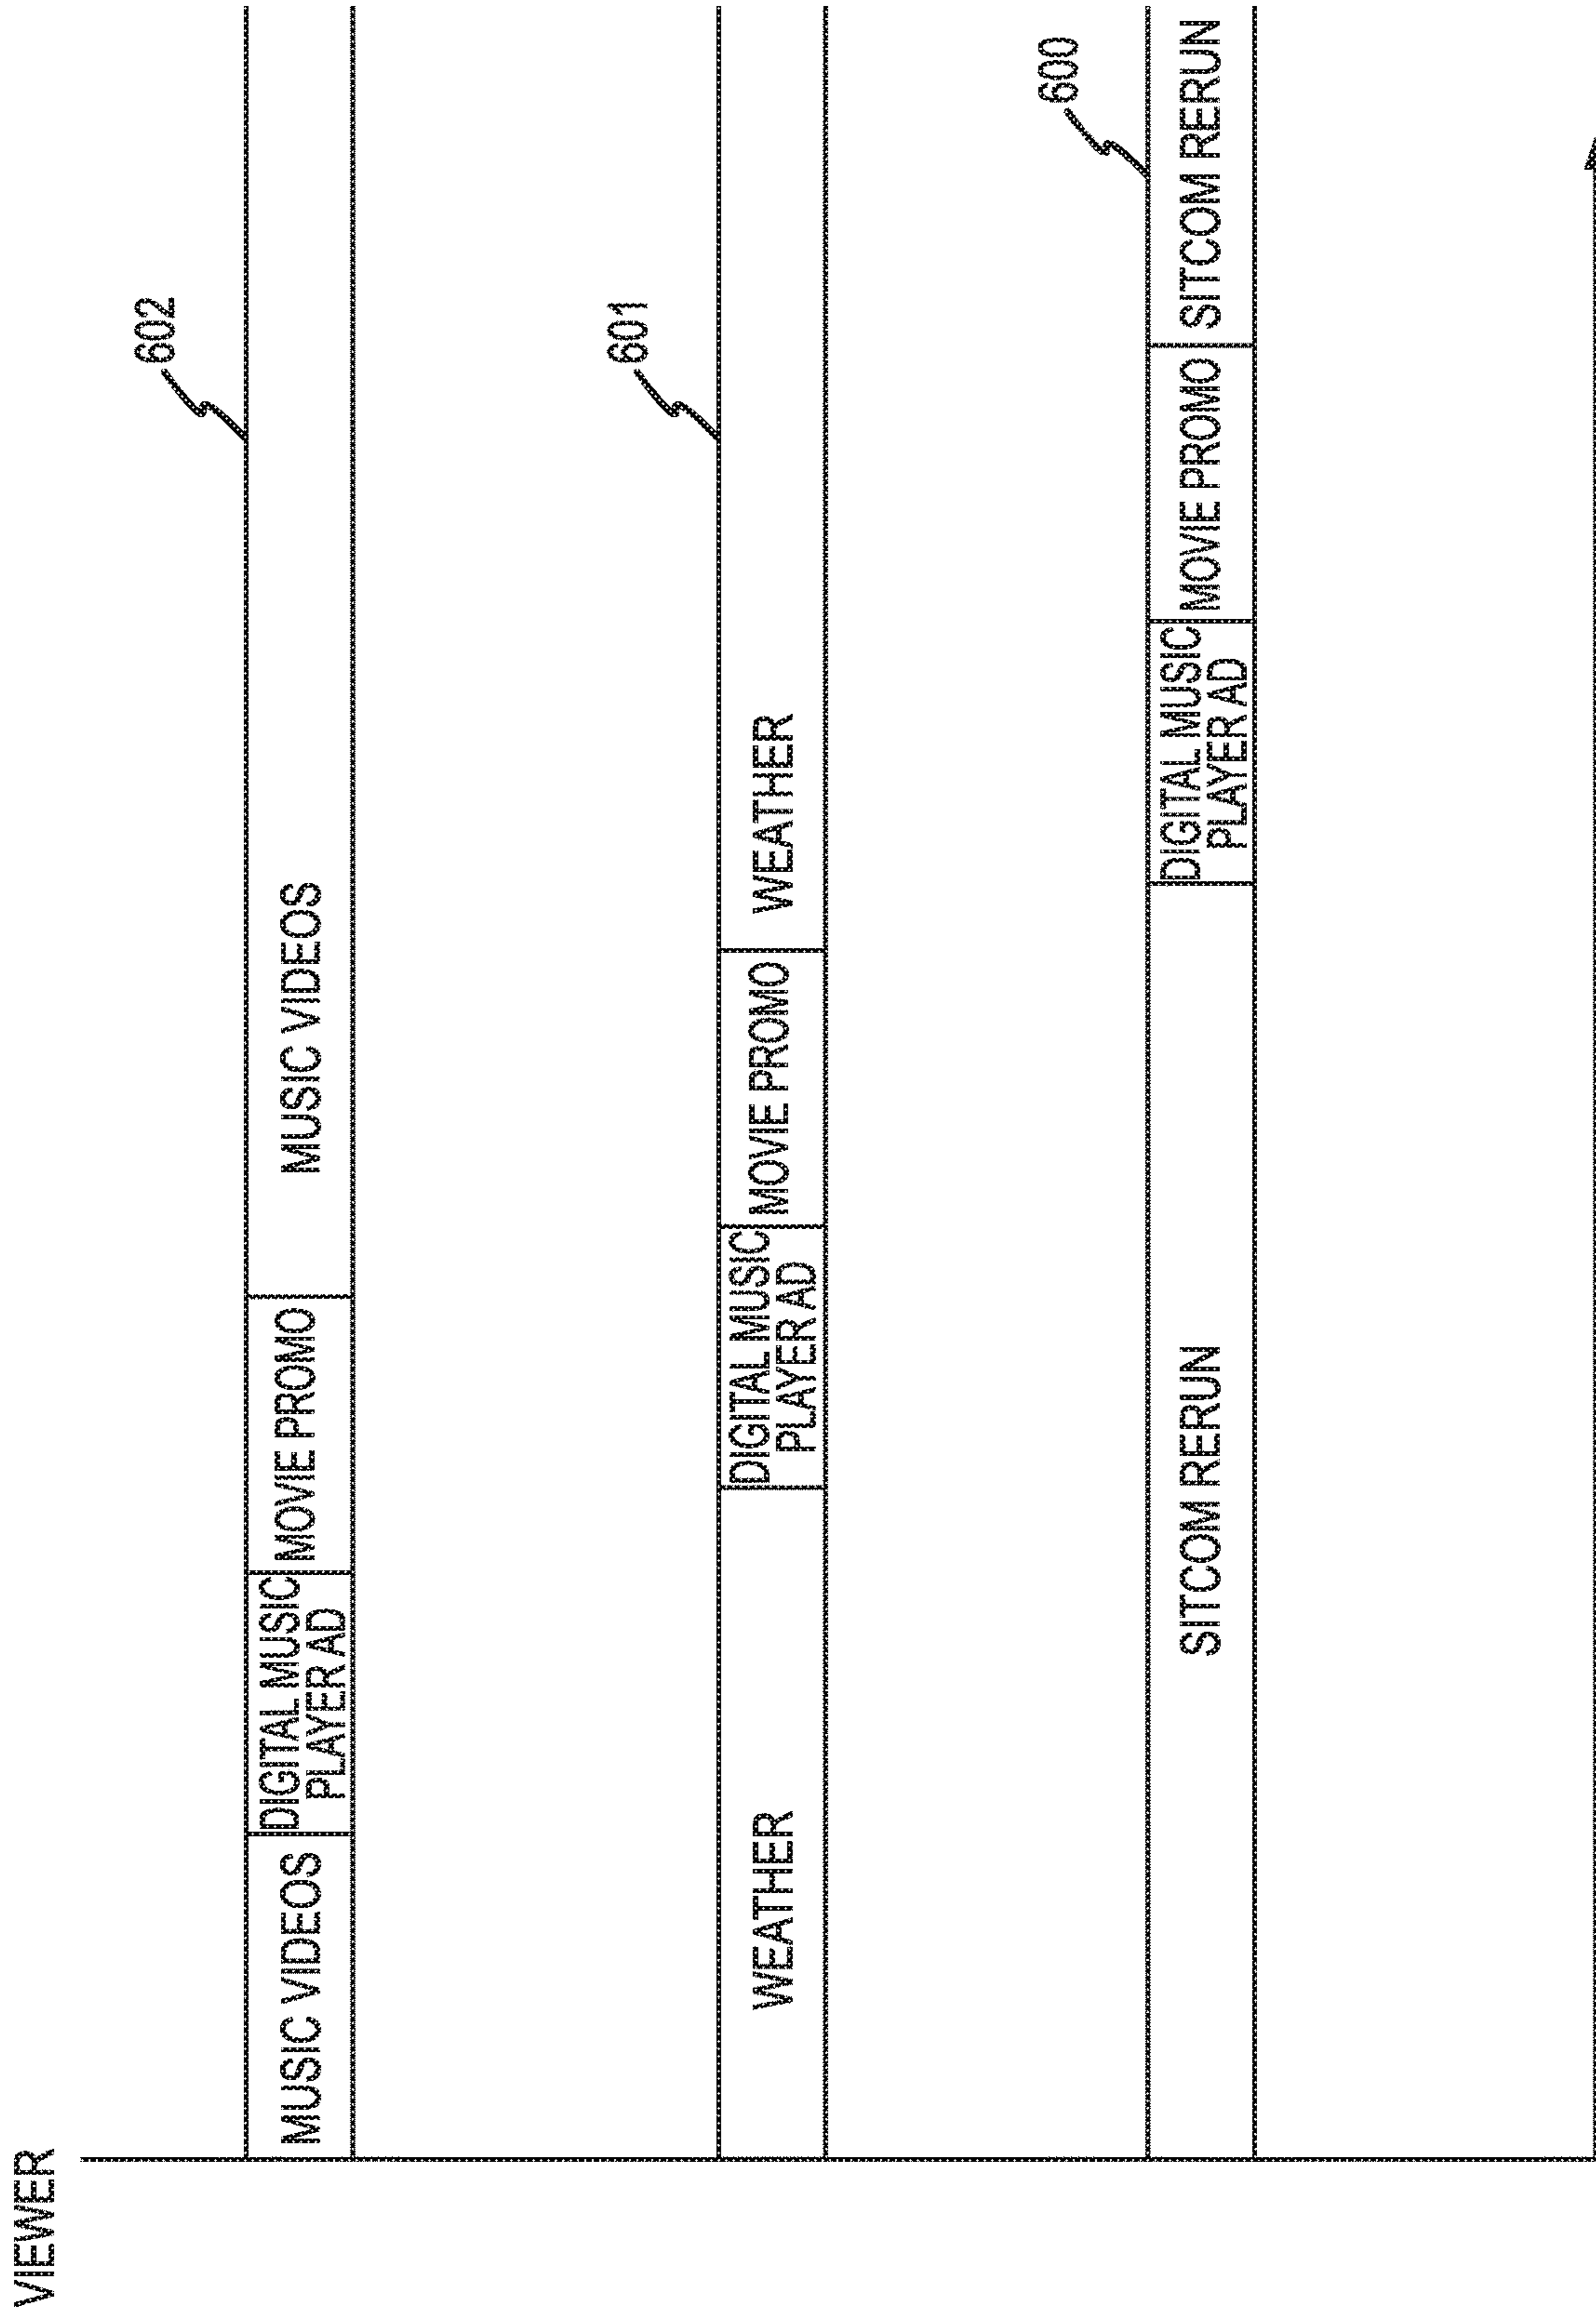 VIEWER
602
MUSIC VIDEOS
DIGITAL MUSIC
PLAYER AD
MOVIE PROMO
MUSIC VIDEOS
601
WEATHER
DIGITAL MUSIC
PLAYER AD
MOVIE PROMO
WEATHER
600
SITCOM RERUN
DIGITAL MUSIC
PLAYER AD
MOVIE PROMO
SITCOM RERUN